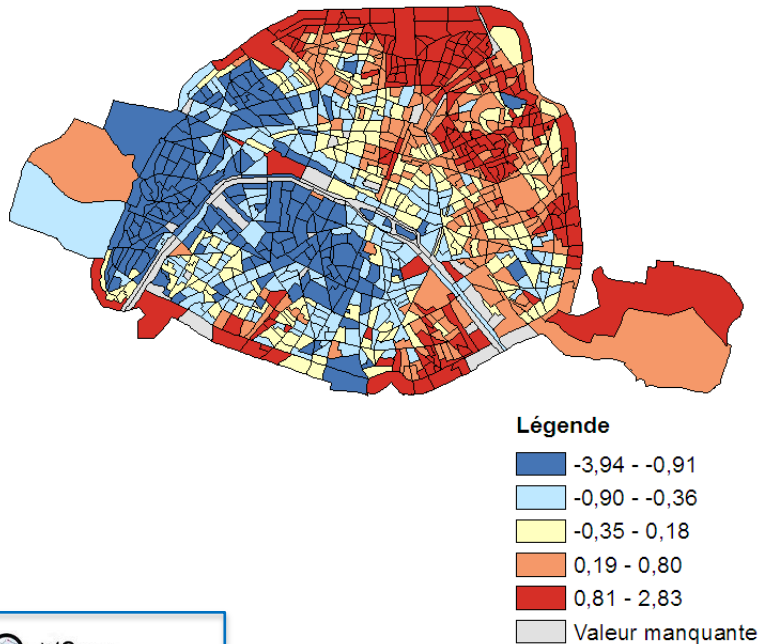 Légende
-3,94 - -0,91
-0,90 - -0,36
-0,35 - 0,18
0,19 - 0,80
0,81 - 2,83
Valeur manquante